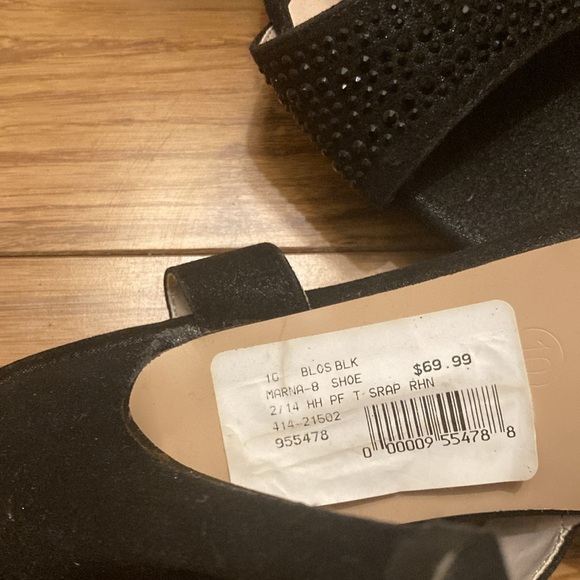 10 BLOS BLK $69.99
MARNA-8 SHOE
2/14 HH PF T-SRAP RHN
414-21502
955478
0 00009 55478 8